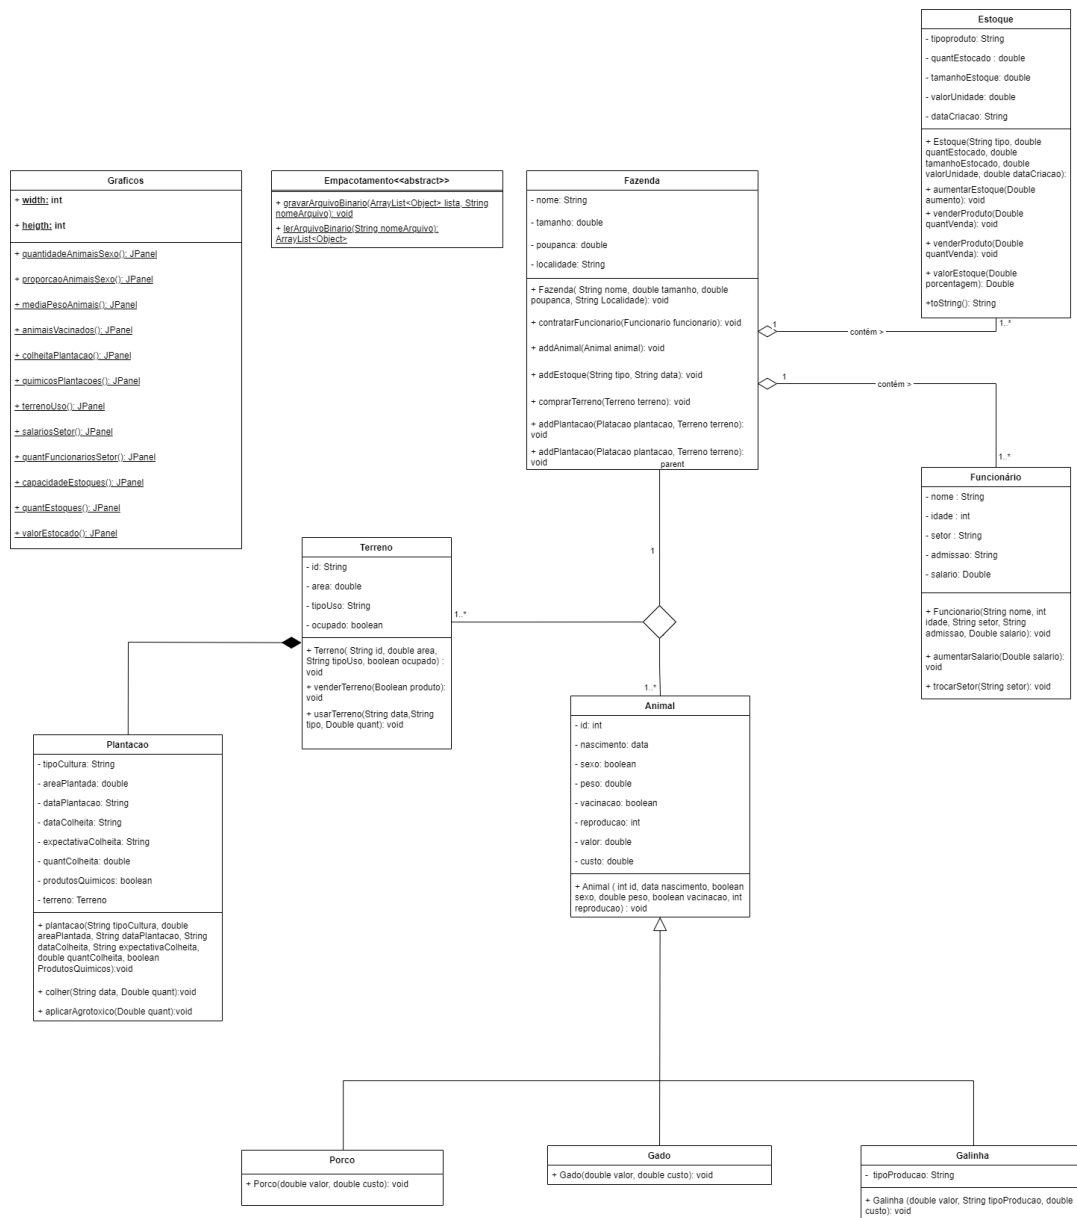 Estoque
- tipoproduto: String
- quantEstocado : double
- tamanhoEstoque: double
- valorUnidade: double
- dataCriacao: String
+ Estoque(String tipo, double
quantEstocado, double
tamanhoEstocado, double
valorUnidade, double dataCriacao):
+ aumentarEstoque(Double
aumento): void
+ venderProduto(Double
quantVenda): void
+ venderProduto(Double
quantVenda): void
+ valorEstoque(Double
porcentagem): Double
+toString(): String
Graficos
+ width: int
+ heigth: int
+ quantidadeAnimaisSexo(): JPanel
+ proporcaoAnimaisSexo(): JPanel
+ mediaPesoAnimais(): JPanel
+ animaisVacinados(): JPanel
+ colheitaPlantacao(): JPanel
+ quimicosPlantacoes(): JPanel
+ terrenoUso(): JPanel
+ salariosSetor(): JPanel
+ quantFuncionariosSetor(): JPanel
+ capacidadeEstoques(): JPanel
+ quantEstoques(): JPanel
+ valorEstocado(): JPanel
Empacotamento<<abstract>>
+ gravarArquivoBinario(ArrayList<Object> lista, String
nomeArquivo): void
+ lerArquivoBinario(String nomeArquivo):
ArrayList<Object>
Fazenda
- nome: String
- tamanho: double
- poupanca: double
- localidade: String
+ Fazenda( String nome, double tamanho, double
poupanca, String Localidade): void
+ contratarFuncionario(Funcionario funcionario): void
+ addAnimal(Animal animal): void
+ addEstoque(String tipo, String data): void
+ comprarTerreno(Terreno terreno): void
+ addPlantacao(Platacao plantacao, Terreno terreno):
void
+ addPlantacao(Platacao plantacao, Terreno terreno):
void
parent
1
contém >
1..*
1
contém >
1..*
Funcionário
- nome : String
- idade : int
- setor : String
- admissao: String
- salario: Double
+ Funcionario(String nome, int
idade, String setor, String
admissao, Double salario): void
+ aumentarSalario(Double salario):
void
+ trocarSetor(String setor): void
1
1..*
1..*
Terreno
- id: String
- area: double
- tipoUso: String
- ocupado: boolean
+ Terreno( String id, double area,
String tipoUso, boolean ocupado) :
void
+ venderTerreno(Boolean produto):
void
+ usarTerreno(String data,String
tipo, Double quant): void
Plantacao
- tipoCultura: String
- areaPlantada: double
- dataPlantacao: String
- dataColheita: String
- expectativaColheita: String
- quantColheita: double
- produtosQuimicos: boolean
- terreno: Terreno
+ plantacao(String tipoCultura, double
areaPlantada, String dataPlantacao, String
dataColheita, String expectativaColheita,
double quantColheita, boolean
ProdutosQuimicos):void
+ colher(String data, Double quant):void
+ aplicarAgrotoxico(Double quant):void
Animal
- id: int
- nascimento: data
- sexo: boolean
- peso: double
- vacinacao: boolean
- reproducao: int
- valor: double
- custo: double
+ Animal ( int id, data nascimento, boolean
sexo, double peso, boolean vacinacao, int
reproducao) : void
Porco
+ Porco(double valor, double custo): void
Gado
+ Gado(double valor, double custo): void
Galinha
- tipoProducao: String
+ Galinha (double valor, String tipoProducao, double
custo): void